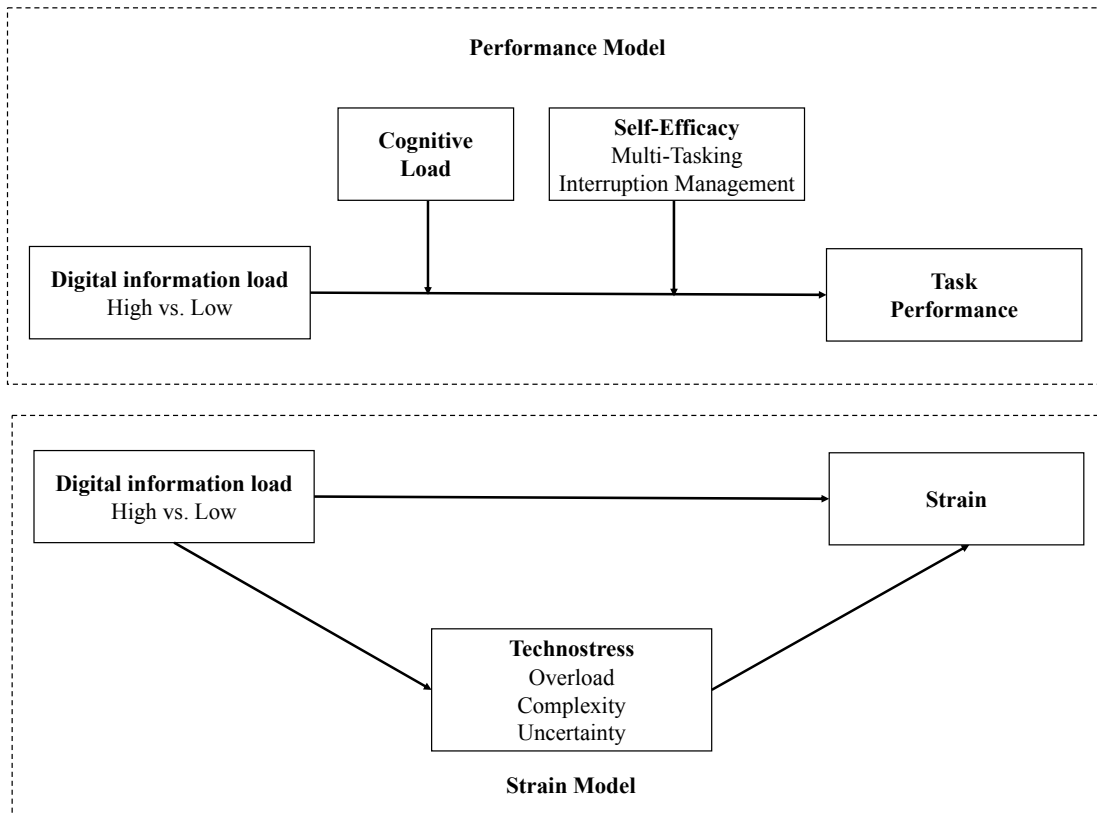 Performance Model
Cognitive
Load
Self-Efficacy
Multi-Tasking
Interruption Management
Digital information load
High vs. Low
Task
Performance
Digital information load
High vs. Low
Strain
Technostress
Overload
Complexity
Uncertainty
Strain Model